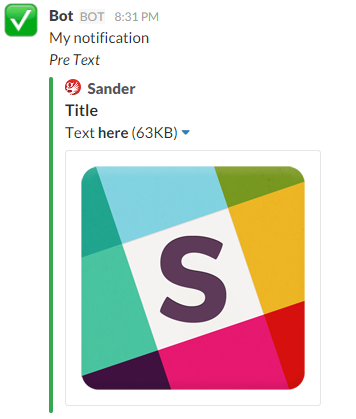 Bot BOT 8:31 PM
My notification
Pre Text
Sander
Title
Text here (63KB)
S